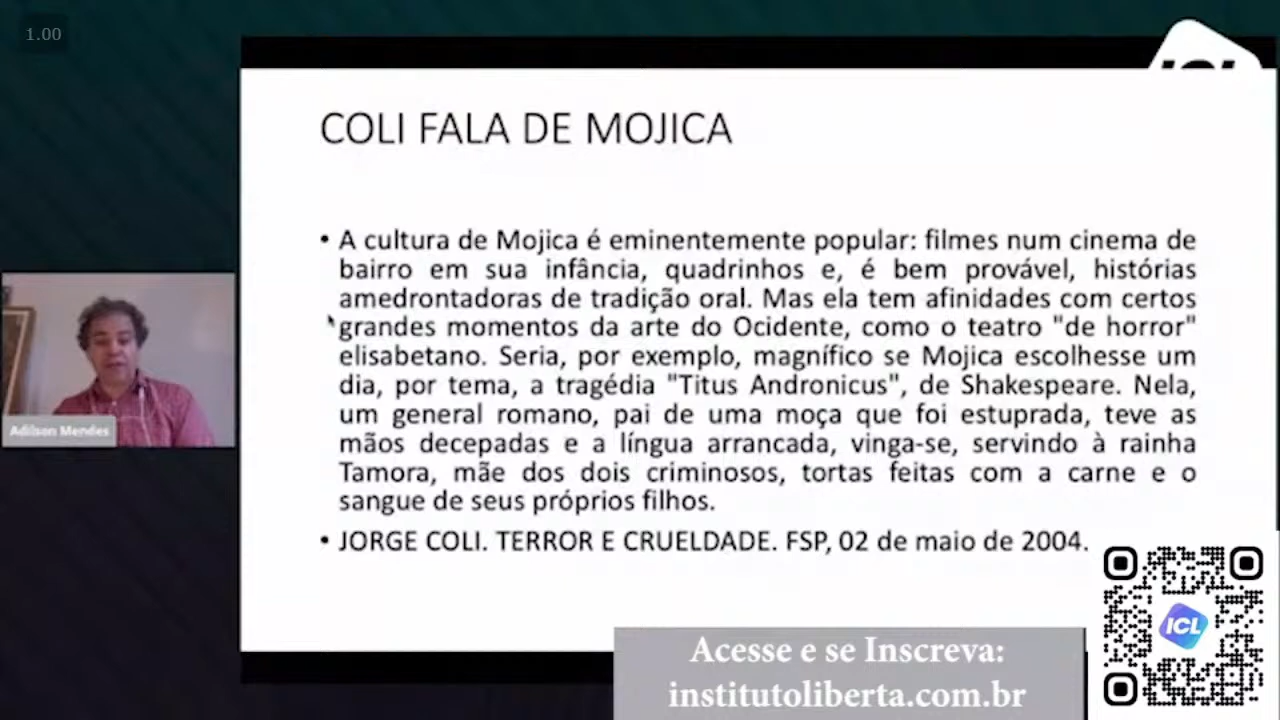 1.00
ICL
COLI FALA DE MOJICA
• A cultura de Mojica é eminentemente popular: filmes num cinema de
bairro em sua infância, quadrinhos e, é bem provável, histórias
amedrontadoras de tradição oral. Mas ela tem afinidades com certos
grandes momentos da arte do Ocidente, como o teatro "de horror"
elisabetano. Seria, por exemplo, magnífico se Mojica escolhesse um
dia, por tema, a tragédia "Titus Andronicus", de Shakespeare. Nela,
um general romano, pai de uma moça que foi estuprada, teve as
mãos decepadas e a língua arrancada, vinga-se, servindo à rainha
Tamora, mãe dos dois criminosos, tortas feitas com a carne e o
sangue de seus próprios filhos.
• JORGE COLI. TERROR E CRUELDADE. FSP, 02 de maio de 2004.
Adilson Mendes
Acesse e se Inscreva:
institutoliberta.com.br
ICL